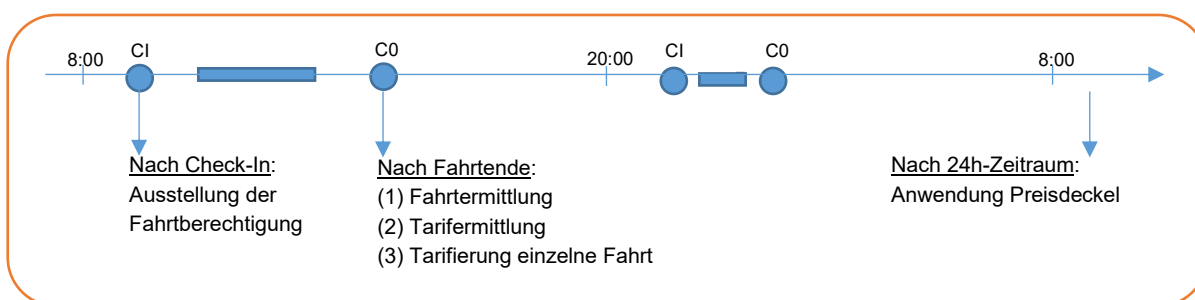 8:00
CI
C0
20:00
CI
C0
8:00
Nach Check-In:
Ausstellung der
Fahrtberechtigung
Nach Fahrtende:
(1) Fahrtermittlung
(2) Tarifermittlung
(3) Tarifierung einzelne Fahrt
Nach 24h-Zeitraum:
Anwendung Preisdeckel